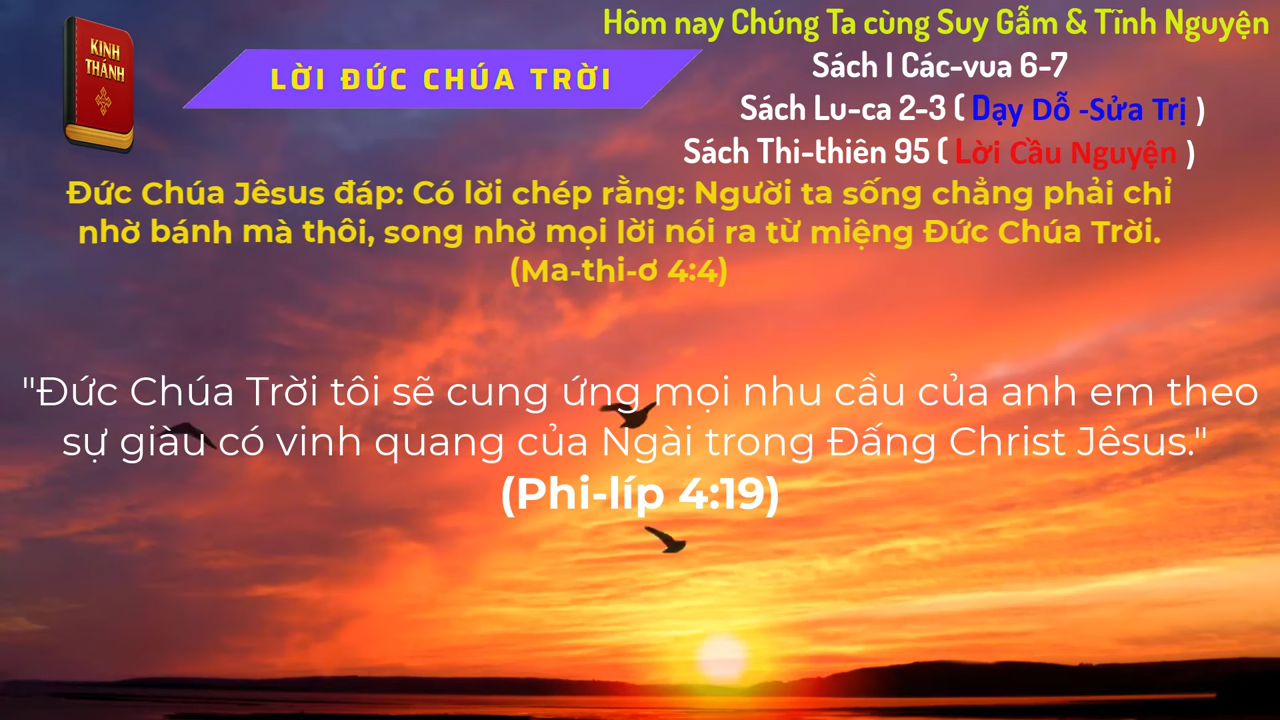 KINH
THÁNH
LỜI ĐỨC CHÚA TRỜI
Hôm nay Chúng Ta cùng Suy Gẫm & Tĩnh Nguyện
Sách I Các-vua 6-7
Sách Lu-ca 2-3 ( Dạy Dỗ -Sửa Trị )
Sách Thi-thiên 95 ( Lời Cầu Nguyện )
Đức Chúa Jêsus đáp: Có lời chép rằng: Người ta sống chẳng phải chỉ
nhờ bánh mà thôi, song nhờ mọi lời nói ra từ miệng Đức Chúa Trời.
(Ma-thi-ơ 4:4)
"Đức Chúa Trời tôi sẽ cung ứng mọi nhu cầu của anh em theo
sự giàu có vinh quang của Ngài trong Đấng Christ Jêsus."
(Phi-líp 4:19)